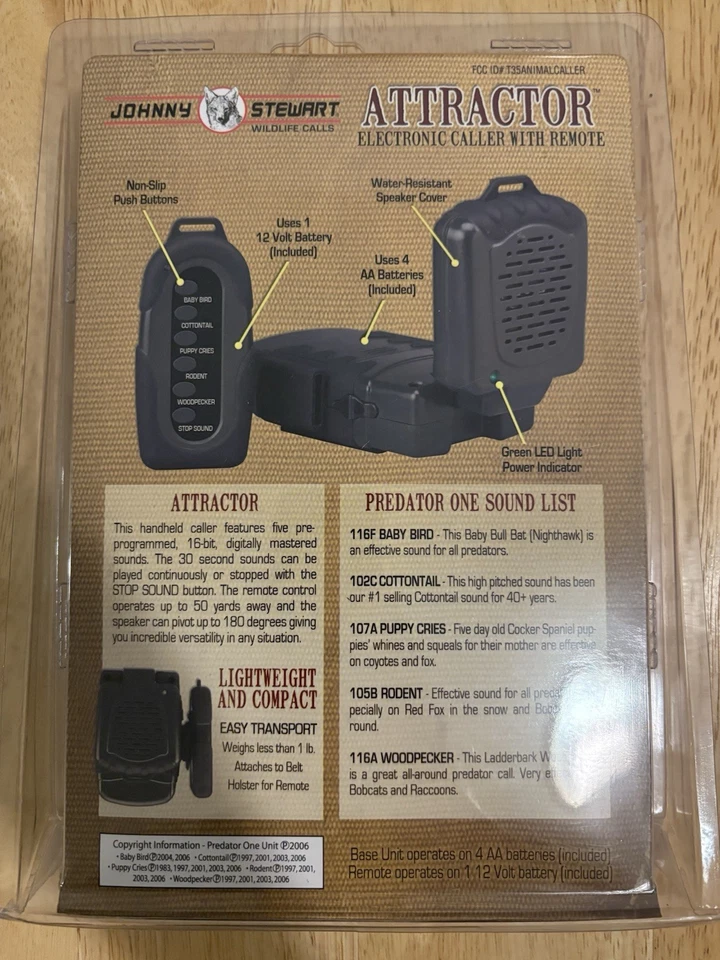 FCC ID# T35ANIMALCALLER
JOHNNY STEWART
WILDLIFE CALLS
ATTRACTOR™
ELECTRONIC CALLER WITH REMOTE
Non-Slip
Push Buttons
Uses 1
12 Volt Battery
(Included)
Uses 4
AA Batteries
(Included)
Water-Resistant
Speaker Cover
BABY BIRD
COTTONTAIL
PUPPY CRIES
RODENT
WOODPECKER
STOP SOUND
Green LED Light
Power Indicator
ATTRACTOR
This handheld caller features five pre-
programmed, 16-bit, digitally mastered
sounds. The 30 second sounds can be
played continuously or stopped with the
STOP SOUND button. The remote control
operates up to 50 yards away and the
speaker can pivot up to 180 degrees giving
you incredible versatility in any situation.
LIGHTWEIGHT
AND COMPACT
EASY TRANSPORT
Weighs less than 1 lb.
Attaches to Belt
Holster for Remote
PREDATOR ONE SOUND LIST
116F BABY BIRD - This Baby Bull Bat (Nighthawk) is
an effective sound for all predators.
102C COTTONTAIL - This high pitched sound has been
our #1 selling Cottontail sound for 40+ years.
107A PUPPY CRIES - Five day old Cocker Spaniel pup-
pies' whines and squeals for their mother are effective
on coyotes and fox.
105B RODENT - Effective sound for all
pecially on Red Fox in the snow and
round.
116A WOODPECKER - This Ladderbark
is a great all-around predator call. Very
Bobcats and Raccoons.
Copyright Information - Predator One Unit ℗2006
• Baby Bird℗2004, 2006 • Cottontail℗1997, 2001, 2003, 2006
• Puppy Cries℗1983, 1997, 2001, 2003, 2006 • Rodent℗1997, 2001,
2003, 2006 • Woodpecker℗1997, 2001, 2003, 2006
Base Unit operates on 4 AA batteries (included)
Remote operates on 1 12 Volt battery (included)